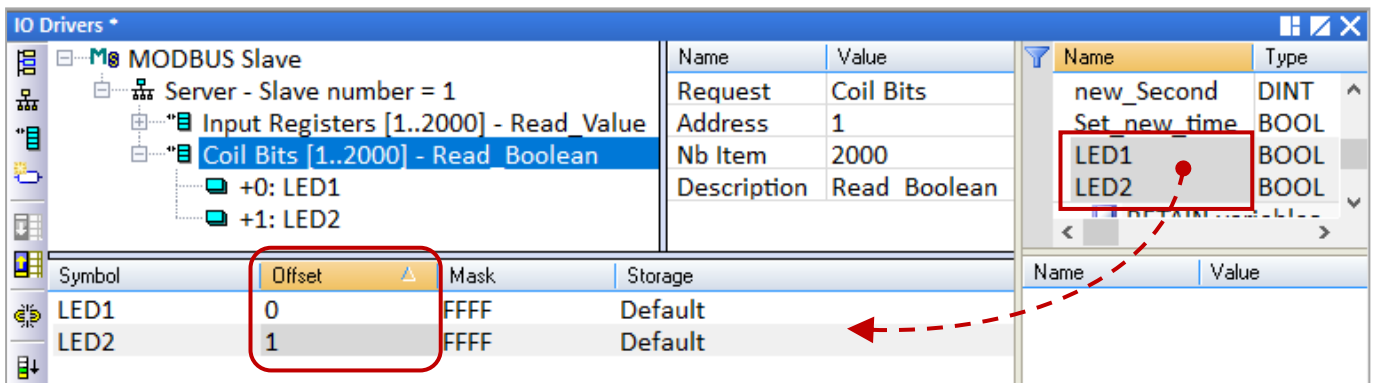 IO Drivers *
MODBUS Slave
Server - Slave number = 1
Input Registers [1..2000] - Read_Value
Coil Bits [1..2000] - Read_Boolean
+0: LED1
+1: LED2
Name Value
Request Coil Bits
Address 1
Nb Item 2000
Description Read_Boolean
Name Type
new_Second DINT
Set_new_time BOOL
LED1 BOOL
LED2 BOOL
RETAIN variables
Symbol Offset Mask Storage
LED1 0 FFFF Default
LED2 1 FFFF Default
Name Value